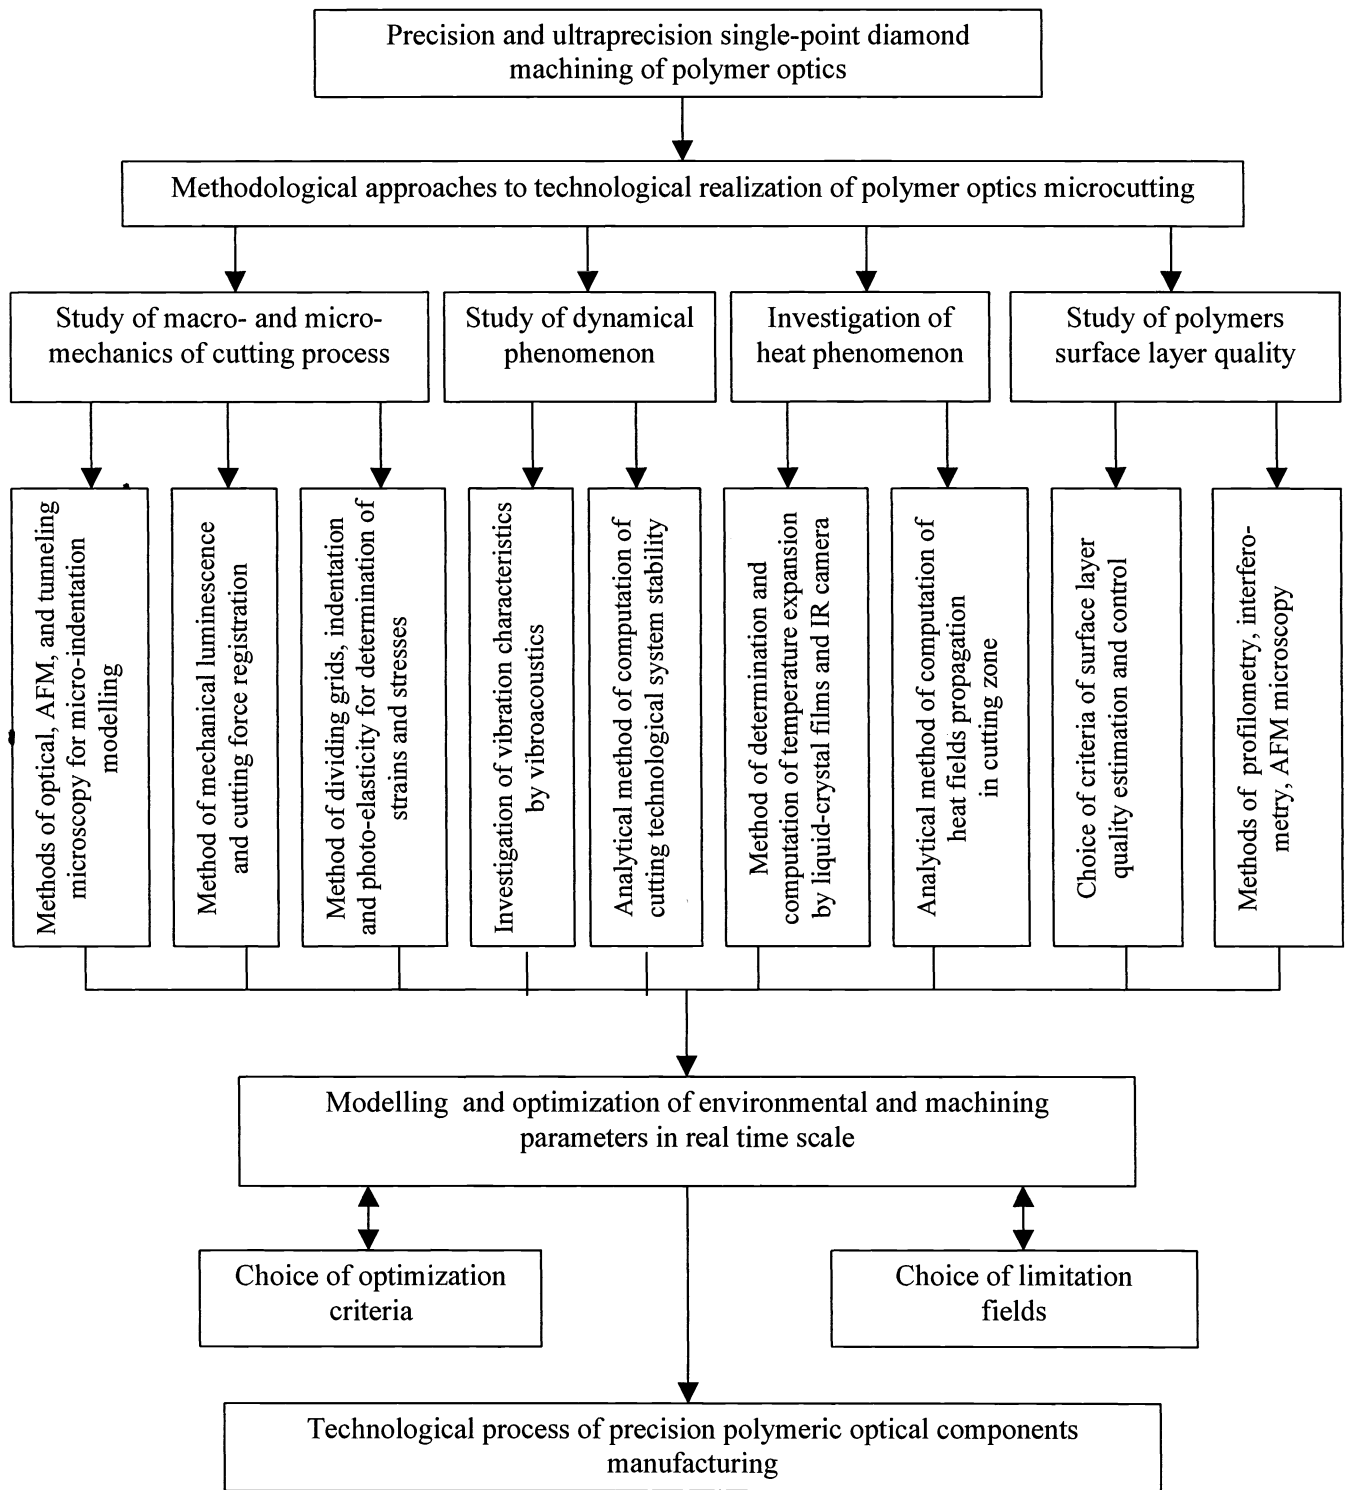 Precision and ultraprecision single-point diamond
machining of polymer optics
Methodological approaches to technological realization of polymer optics microcutting
Study of macro- and micro-
mechanics of cutting process
Study of dynamical
phenomenon
Investigation of
heat phenomenon
Study of polymers
surface layer quality
Methods of optical, AFM, and tunneling
microscopy for micro-indentation
modelling
Method of mechanical luminescence
and cutting force registration
Method of dividing grids, indentation
and photo-elasticity for determination of
strains and stresses
Investigation of vibration characteristics
by vibroacoustics
Analytical method of computation of
cutting technological system stability
Method of determination and
computation of temperature expansion
by liquid-crystal films and IR camera
Analytical method of computation of
heat fields propagation
in cutting zone
Choice of criteria of surface layer
quality estimation and control
Methods of profilometry, interfero-
metry, AFM microscopy
Modelling and optimization of environmental and machining
parameters in real time scale
Choice of optimization
criteria
Choice of limitation
fields
Technological process of precision polymeric optical components
manufacturing